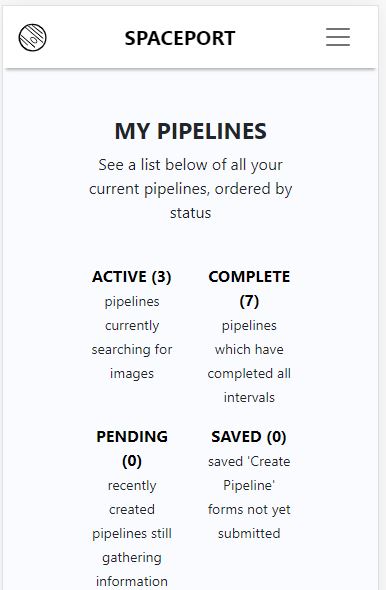 SPACEPORT
MY PIPELINES
See a list below of all your
current pipelines, ordered by
status
ACTIVE (3)
pipelines
currently
searching for
images
COMPLETE
(7)
pipelines
which have
completed all
intervals
PENDING
(0)
recently
created
pipelines still
gathering
information
SAVED (0)
saved 'Create
Pipeline'
forms not yet
submitted